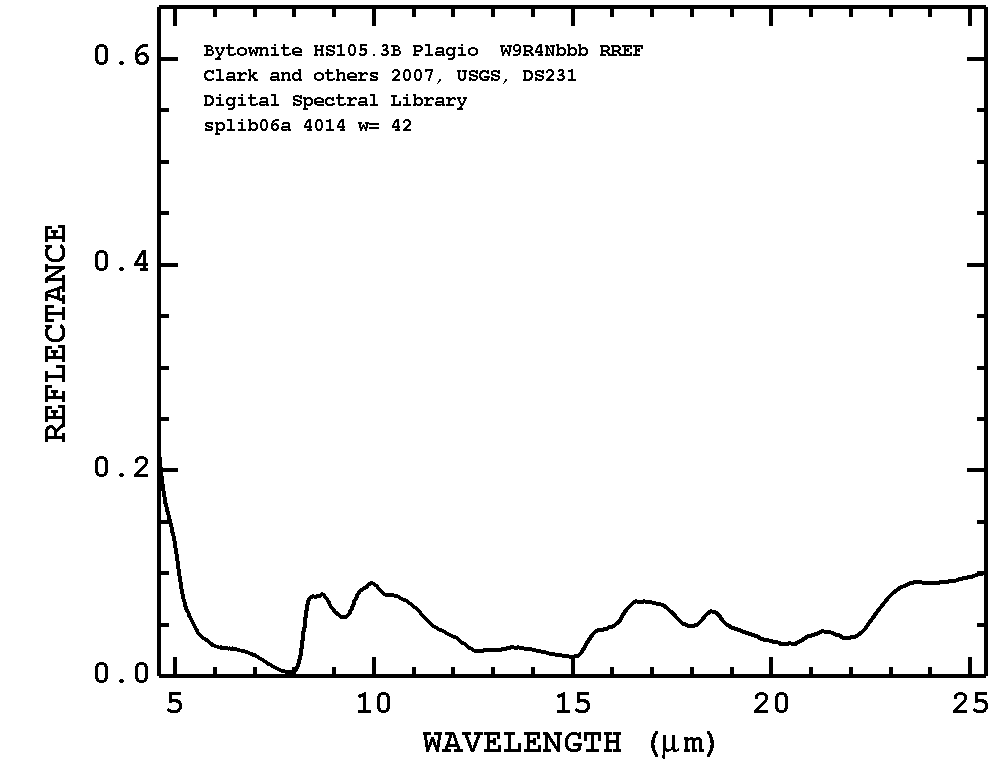 Bytownite HS105.3B Plagio W9R4Nbbb RREF
Clark and others 2007, USGS, DS231
Digital Spectral Library
splib06a 4014 w= 42
REFLECTANCE
0.6
0.4
0.2
0.0
5 10 15 20 25
WAVELENGTH (μm)